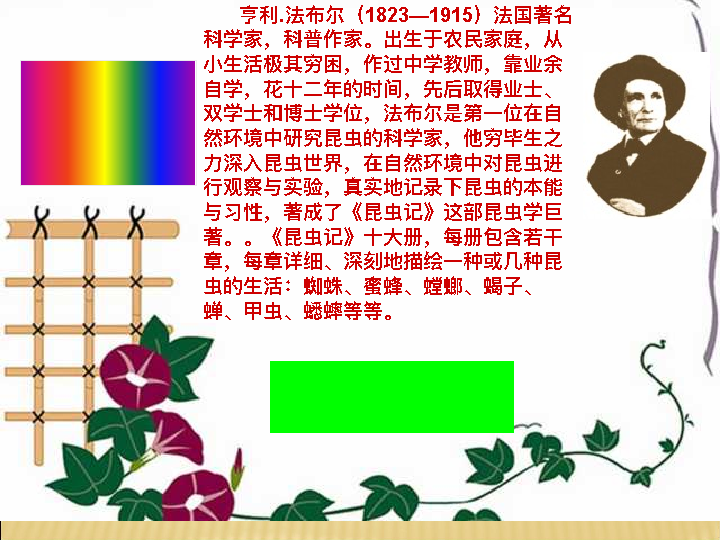 亨利.法布尔（1823—1915）法国著名
科学家，科普作家。出生于农民家庭，从
小生活极其穷困，作过中学教师，靠业余
自学，花十二年的时间，先后取得业士、
双学士和博士学位，法布尔是第一位在自
然环境中研究昆虫的科学家，他穷毕生之
力深入昆虫世界，在自然环境中对昆虫进
行观察与实验，真实地记录下昆虫的本能
与习性，著成了《昆虫记》这部昆虫学巨
著。。《昆虫记》十大册，每册包含若干
章，每章详细、深刻地描绘一种或几种昆
虫的生活：蜘蛛、蜜蜂、螳螂、蝎子、
蝉、甲虫、蟋蟀等等。